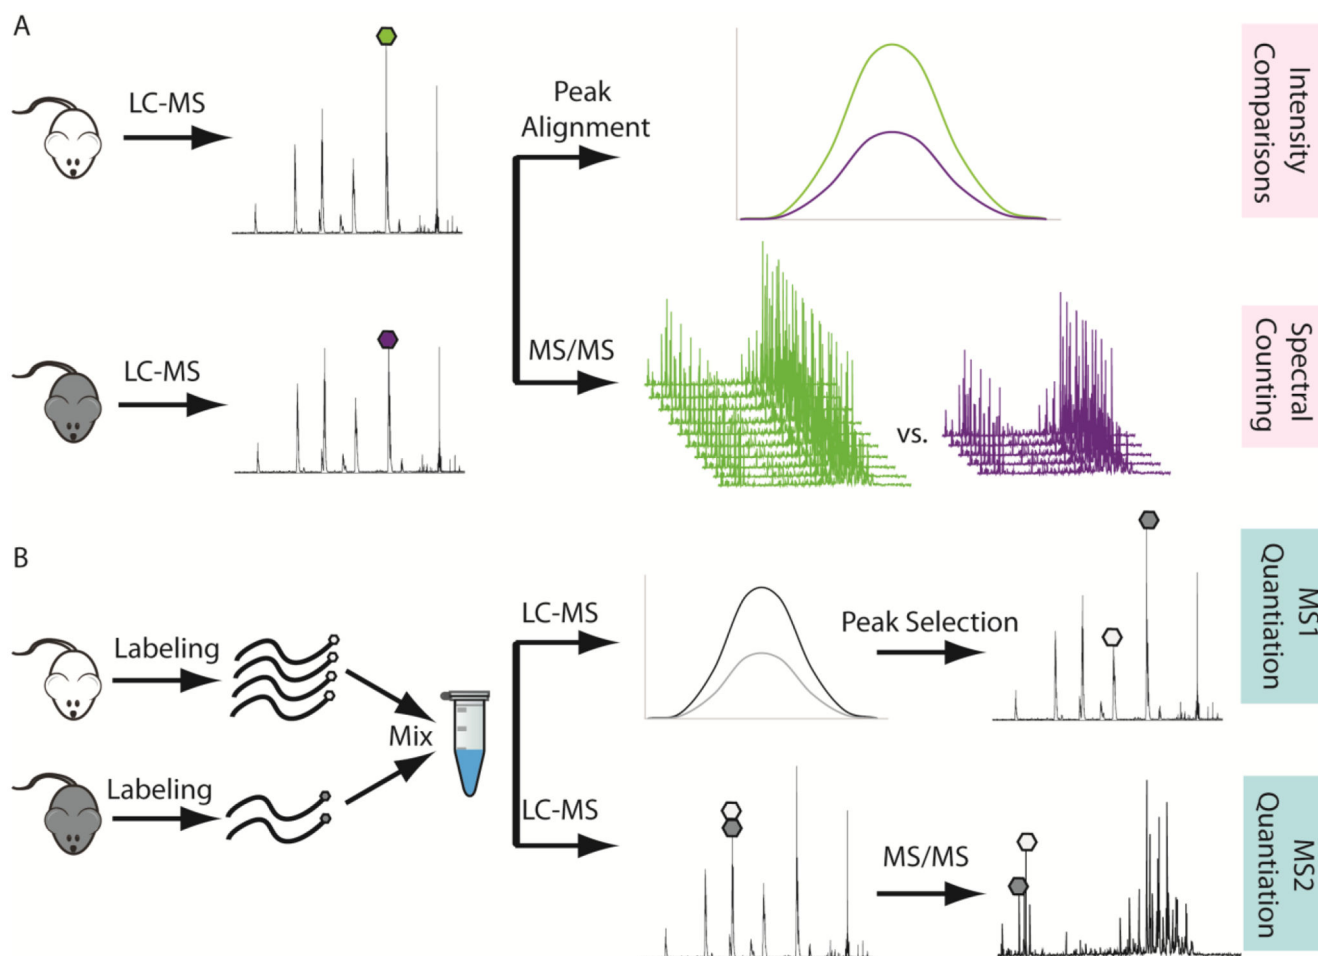 A
LC-MS
Peak
Alignment
Intensity
Comparisons
LC-MS
MS/MS
vs.
Spectral
Counting
B
Labeling
Mix
Labeling
LC-MS
Peak Selection
MS1
Quantiation
LC-MS
MS/MS
MS2
Quantiation